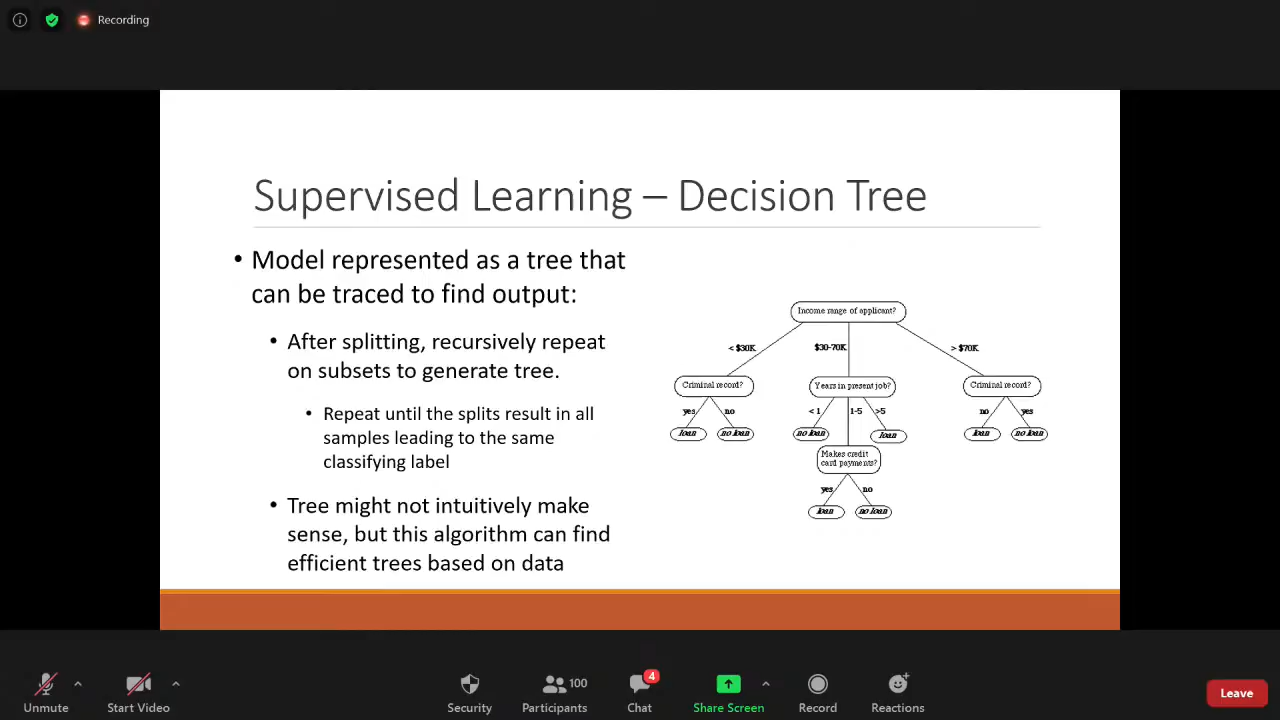 Recording
Supervised Learning – Decision Tree
• Model represented as a tree that
can be traced to find output:
• After splitting, recursively repeat
on subsets to generate tree.
• Repeat until the splits result in all
samples leading to the same
classifying label
• Tree might not intuitively make
sense, but this algorithm can find
efficient trees based on data
Income range of applicant?
< $30K
$30-70K
> $70K
Criminal record?
Years in present job?
Criminal record?
yes
no
< 1
1-5
>5
no
yes
loan
no loan
no loan
loan
loan
no loan
Makes credit
card payments?
yes
no
loan
no loan
Unmute
Start Video
Security
Participants
100
Chat
4
Share Screen
Record
Reactions
Leave